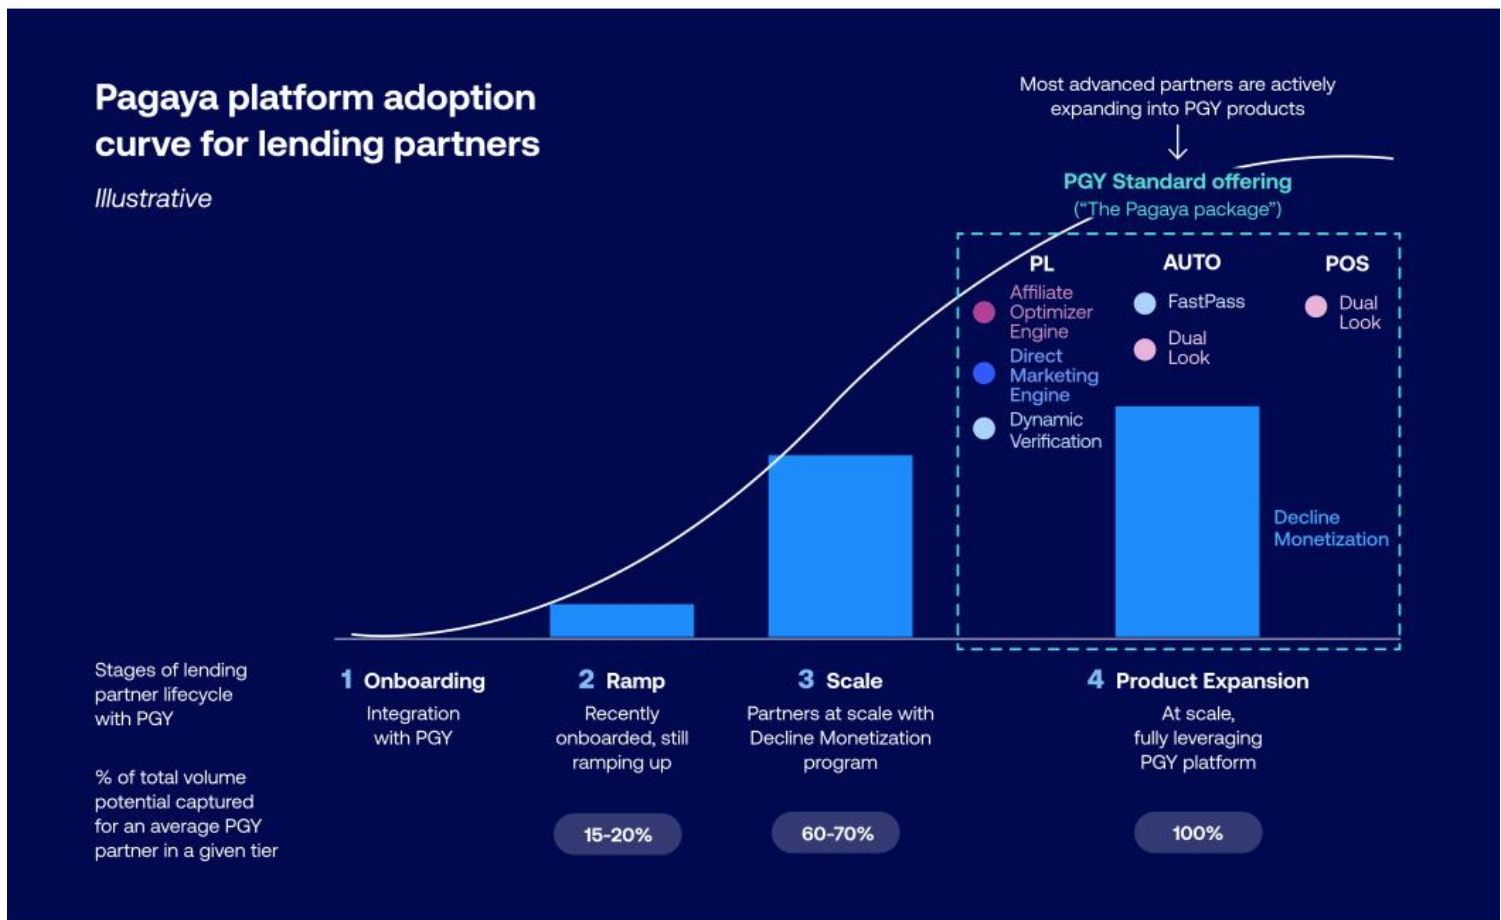 Pagaya platform adoption
curve for lending partners
Illustrative
Most advanced partners are actively
expanding into PGY products
PGY Standard offering
(“The Pagaya package”)
PL
Affiliate
Optimizer
Engine
Direct
Marketing
Engine
Dynamic
Verification
AUTO
FastPass
Dual
Look
POS
Dual
Look
Decline
Monetization
Stages of lending
partner lifecycle
with PGY
1 Onboarding
Integration
with PGY
2 Ramp
Recently
onboarded, still
ramping up
3 Scale
Partners at scale with
Decline Monetization
program
4 Product Expansion
At scale,
fully leveraging
PGY platform
% of total volume
potential captured
for an average PGY
partner in a given tier
15-20%
60-70%
100%